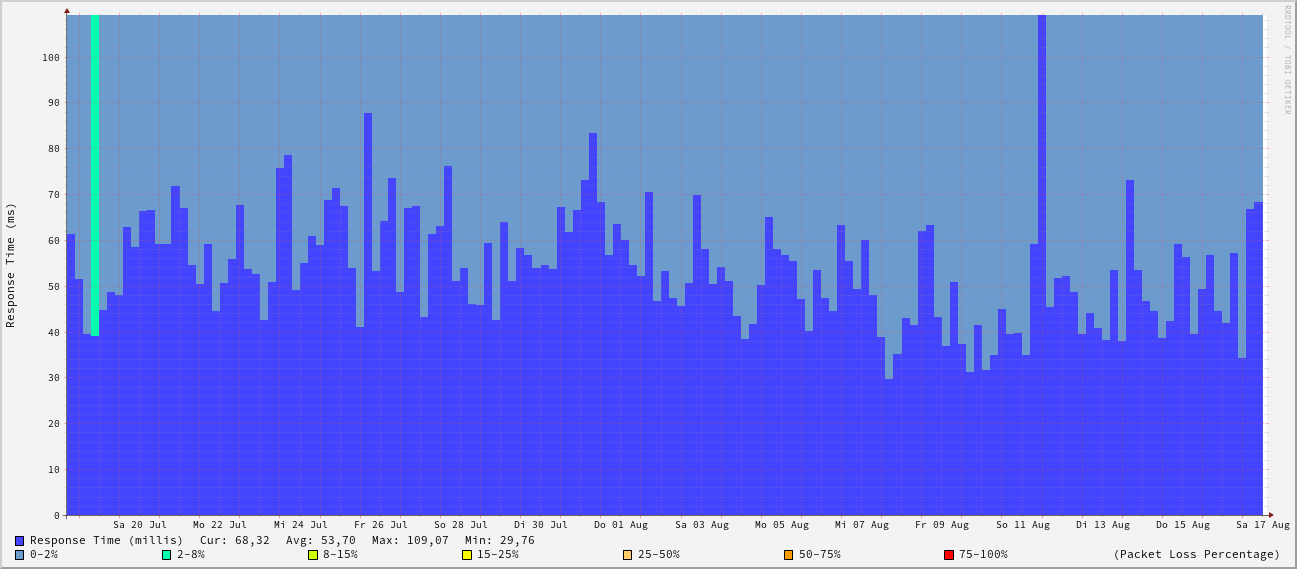 RRDTOOL / TOBI OETIKER
Response Time (ms)
100
90
80
70
60
50
40
30
20
10
0
Sa 20 Jul Mo 22 Jul Mi 24 Jul Fr 26 Jul So 28 Jul Di 30 Jul Do 01 Aug Sa 03 Aug Mo 05 Aug Mi 07 Aug Fr 09 Aug So 11 Aug Di 13 Aug Do 15 Aug Sa 17 Aug
Response Time (millis) Cur: 68,32 Avg: 53,70 Max: 109,07 Min: 29,76
0-2% 2-8% 8-15% 15-25% 25-50% 50-75% 75-100% (Packet Loss Percentage)